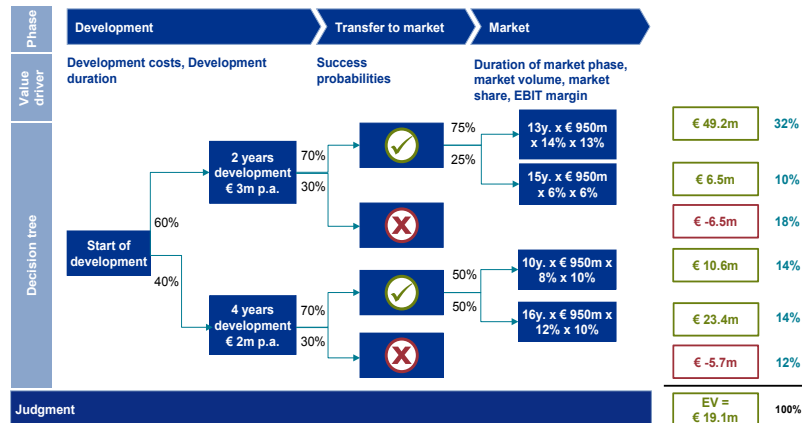 Phase
Development
Transfer to market
Market
Value
driver
Development costs, Development
duration
Success
probabilities
Duration of market phase,
market volume, market
share, EBIT margin
Decision tree
Start of
development
60%
40%
2 years
development
€ 3m p.a.
70%
30%
75%
25%
13y. x € 950m
x 14% x 13%
15y. x € 950m
x 6% x 6%
4 years
development
€ 2m p.a.
70%
30%
50%
50%
10y. x € 950m x
8% x 10%
16y. x € 950m x
12% x 10%
€ 49.2m 32%
€ 6.5m 10%
€ -6.5m 18%
€ 10.6m 14%
€ 23.4m 14%
€ -5.7m 12%
Judgment
EV =
€ 19.1m
100%